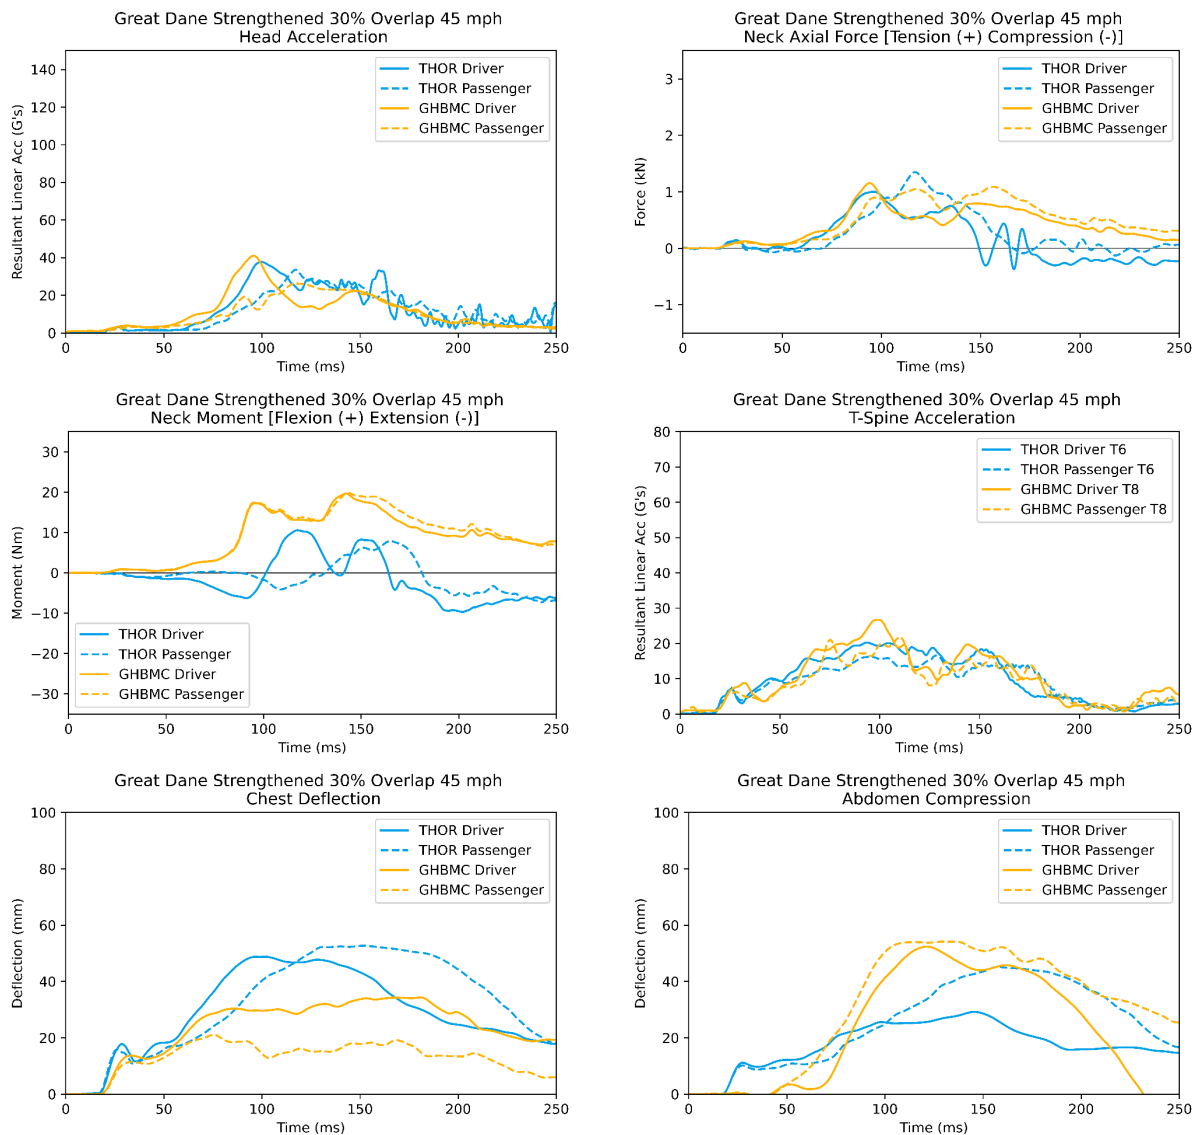 Great Dane Strengthened 30% Overlap 45 mph
Head Acceleration
Resultant Linear Acc (G's)
140
120
100
80
60
40
20
0
THOR Driver
THOR Passenger
GHBMC Driver
GHBMC Passenger
0 50 100 150 200 250
Time (ms)
Great Dane Strengthened 30% Overlap 45 mph
Neck Axial Force [Tension (+) Compression (-)]
Force (kN)
3
2
1
0
−1
THOR Driver
THOR Passenger
GHBMC Driver
GHBMC Passenger
0 50 100 150 200 250
Time (ms)
Great Dane Strengthened 30% Overlap 45 mph
Neck Moment [Flexion (+) Extension (-)]
Moment (Nm)
30
20
10
0
−10
−20
−30
THOR Driver
THOR Passenger
GHBMC Driver
GHBMC Passenger
0 50 100 150 200 250
Time (ms)
Great Dane Strengthened 30% Overlap 45 mph
T-Spine Acceleration
Resultant Linear Acc (G's)
80
70
60
50
40
30
20
10
0
THOR Driver T6
THOR Passenger T6
GHBMC Driver T8
GHBMC Passenger T8
0 50 100 150 200 250
Time (ms)
Great Dane Strengthened 30% Overlap 45 mph
Chest Deflection
Deflection (mm)
100
80
60
40
20
0
THOR Driver
THOR Passenger
GHBMC Driver
GHBMC Passenger
0 50 100 150 200 250
Time (ms)
Great Dane Strengthened 30% Overlap 45 mph
Abdomen Compression
Deflection (mm)
100
80
60
40
20
0
THOR Driver
THOR Passenger
GHBMC Driver
GHBMC Passenger
0 50 100 150 200 250
Time (ms)